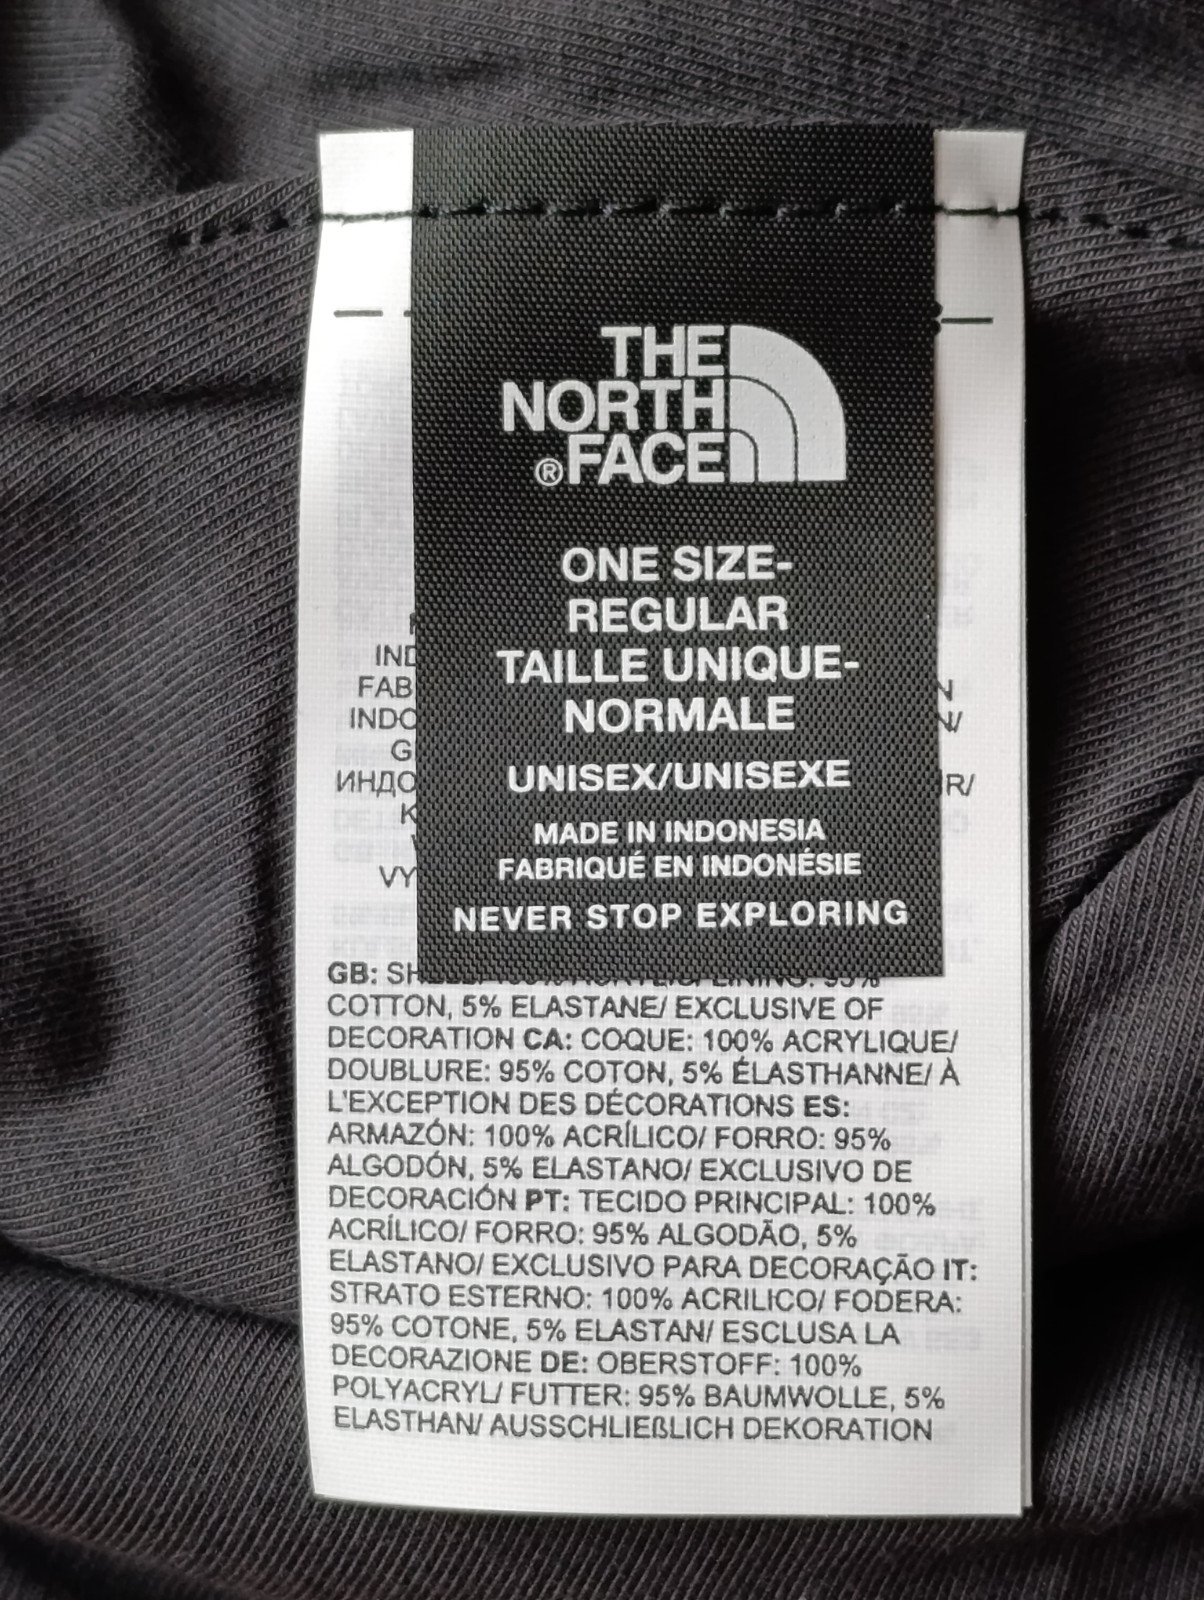 THE
NORTH
®FACE
ONE SIZE-
REGULAR
TAILLE UNIQUE-
NORMALE
UNISEX/UNISEXE
MADE IN INDONESIA
FABRIQUÉ EN INDONÉSIE
NEVER STOP EXPLORING
GB:
COTTON, 5% ELASTANE/ EXCLUSIVE OF
DECORATION CA: COQUE: 100% ACRYLIQUE/
DOUBLURE: 95% COTON, 5% ÉLASTHANNE/ À
L'EXCEPTION DES DÉCORATIONS ES:
ARMAZÓN: 100% ACRÍLICO/ FORRO: 95%
ALGODÓN, 5% ELASTANO/ EXCLUSIVO DE
DECORACIÓN PT: TECIDO PRINCIPAL: 100%
ACRÍLICO/ FORRO: 95% ALGODÃO, 5%
ELASTANO/ EXCLUSIVO PARA DECORAÇÃO IT:
STRATO ESTERNO: 100% ACRILICO/ FODERA:
95% COTONE, 5% ELASTAN/ ESCLUSA LA
DECORAZIONE DE: OBERSTOFF: 100%
POLYACRYL/ FUTTER: 95% BAUMWOLLE, 5%
ELASTHAN/ AUSSCHLIEßLICH DEKORATION